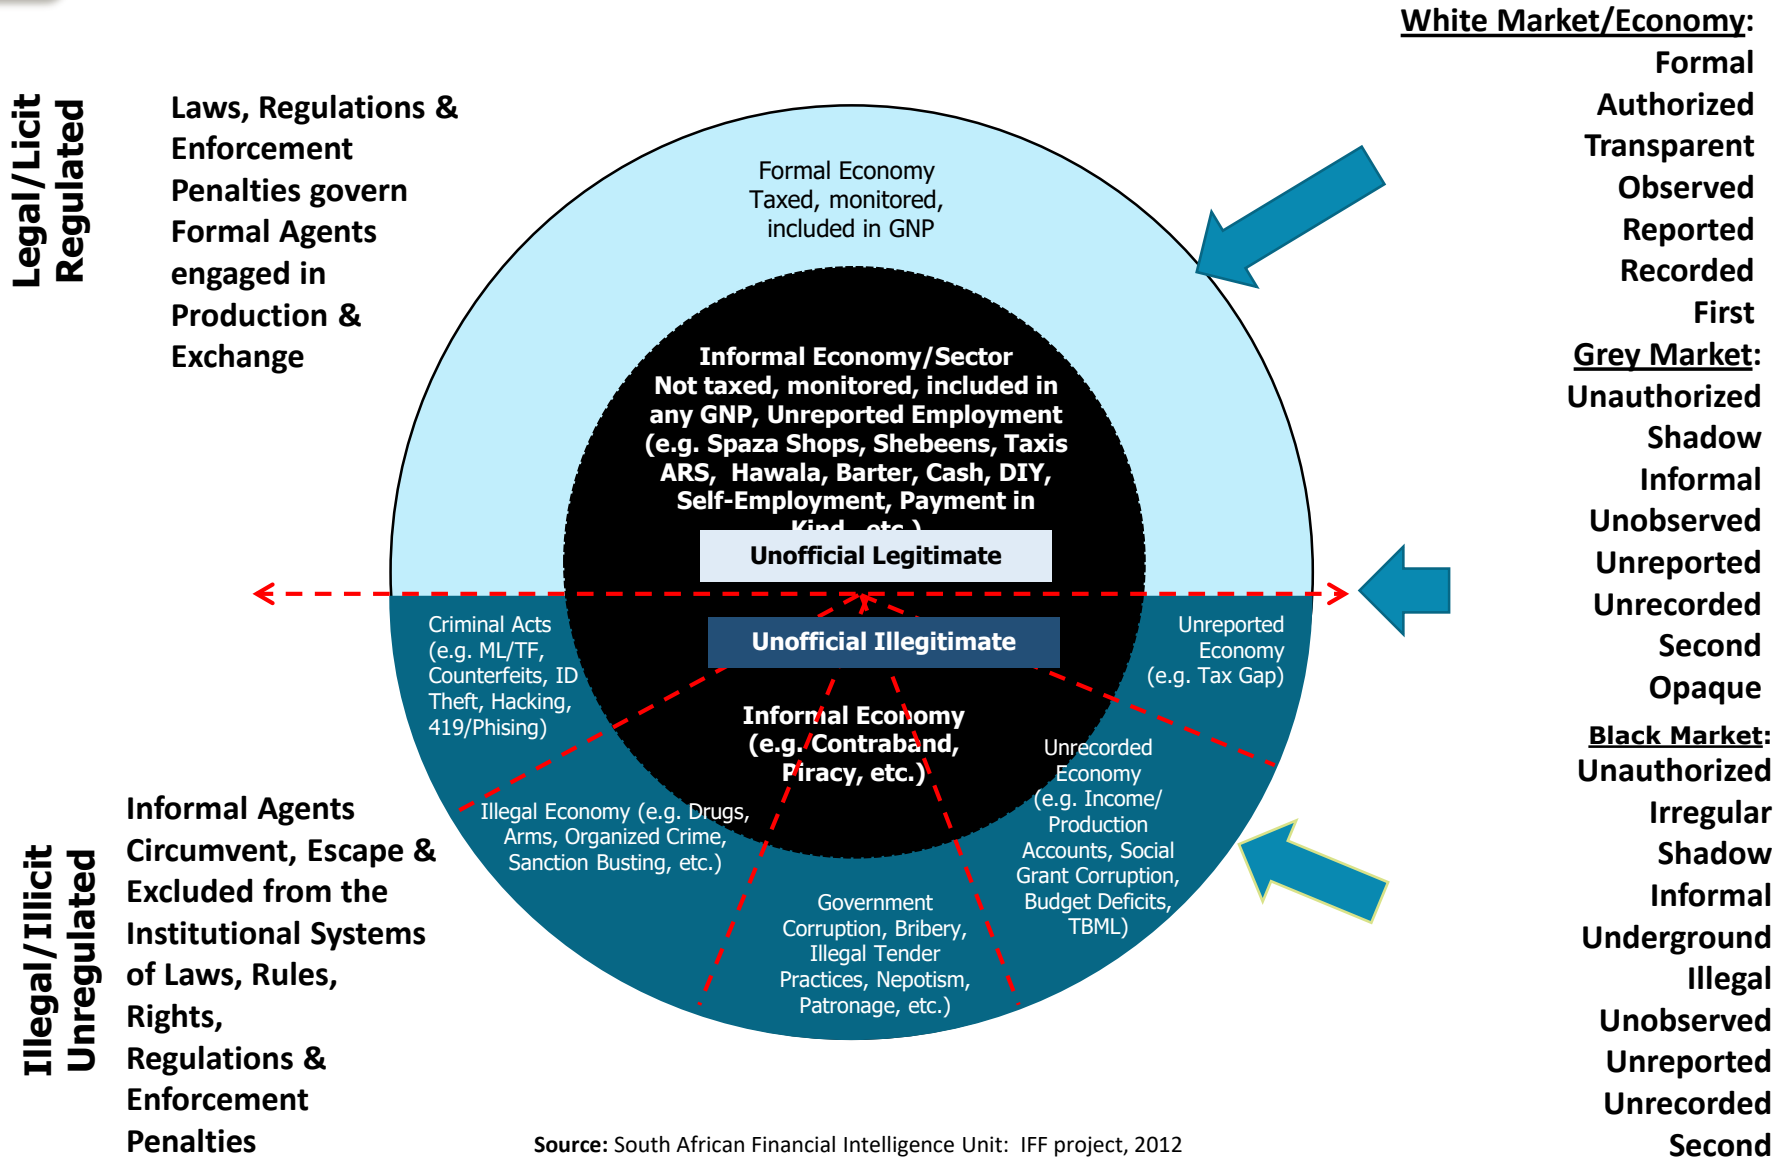 Legal/Licit
Regulated
Laws, Regulations &
Enforcement
Penalties govern
Formal Agents
engaged in
Production &
Exchange
Illegal/Illicit
Unregulated
Informal Agents
Circumvent, Escape &
Excluded from the
Institutional Systems
of Laws, Rules,
Rights,
Regulations &
Enforcement
Penalties
Formal Economy
Taxed, monitored,
included in GNP
Informal Economy/Sector
Not taxed, monitored, included in
any GNP, Unreported Employment
(e.g. Spaza Shops, Shebeens, Taxis
ARS, Hawala, Barter, Cash, DIY,
Self-Employment, Payment in
Kind, etc.)
Unofficial Legitimate
Unofficial Illegitimate
Informal Economy
(e.g. Contraband,
Piracy, etc.)
Criminal Acts
(e.g. ML/TF,
Counterfeits, ID
Theft, Hacking,
419/Phising)
Illegal Economy (e.g. Drugs,
Arms, Organized Crime,
Sanction Busting, etc.)
Government
Corruption, Bribery,
Illegal Tender
Practices, Nepotism,
Patronage, etc.)
Unrecorded
Economy
(e.g. Income/
Production
Accounts, Social
Grant Corruption,
Budget Deficits,
TBML)
Unreported
Economy
(e.g. Tax Gap)
White Market/Economy:
Formal
Authorized
Transparent
Observed
Reported
Recorded
First
Grey Market:
Unauthorized
Shadow
Informal
Unobserved
Unreported
Unrecorded
Second
Opaque
Black Market:
Unauthorized
Irregular
Shadow
Informal
Underground
Illegal
Unobserved
Unreported
Unrecorded
Second
Source: South African Financial Intelligence Unit: IFF project, 2012